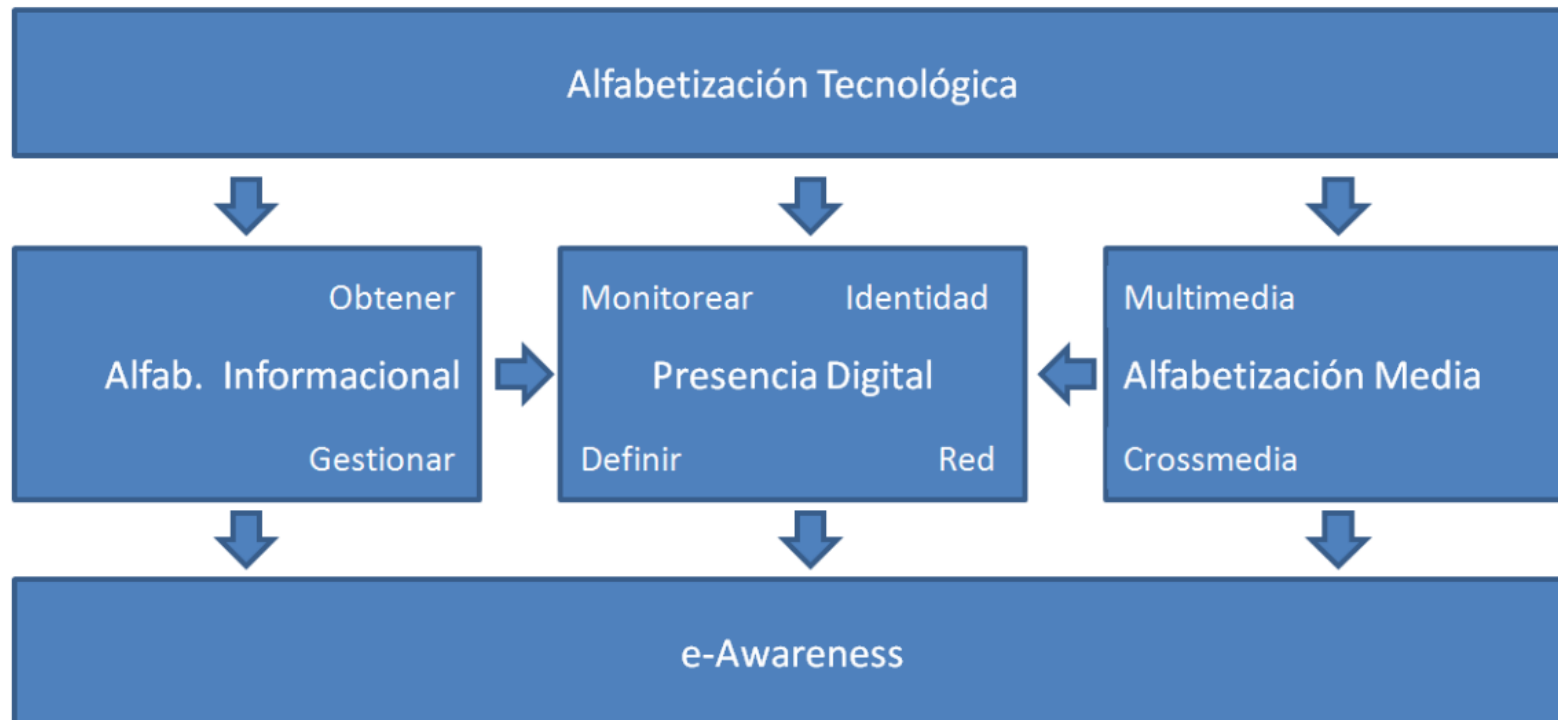 Alfabetización Tecnológica
Obtener
Alfab. Informacional
Gestionar
Monitorear Identidad
Presencia Digital
Definir Red
Multimedia
Alfabetización Media
Crossmedia
e-Awareness